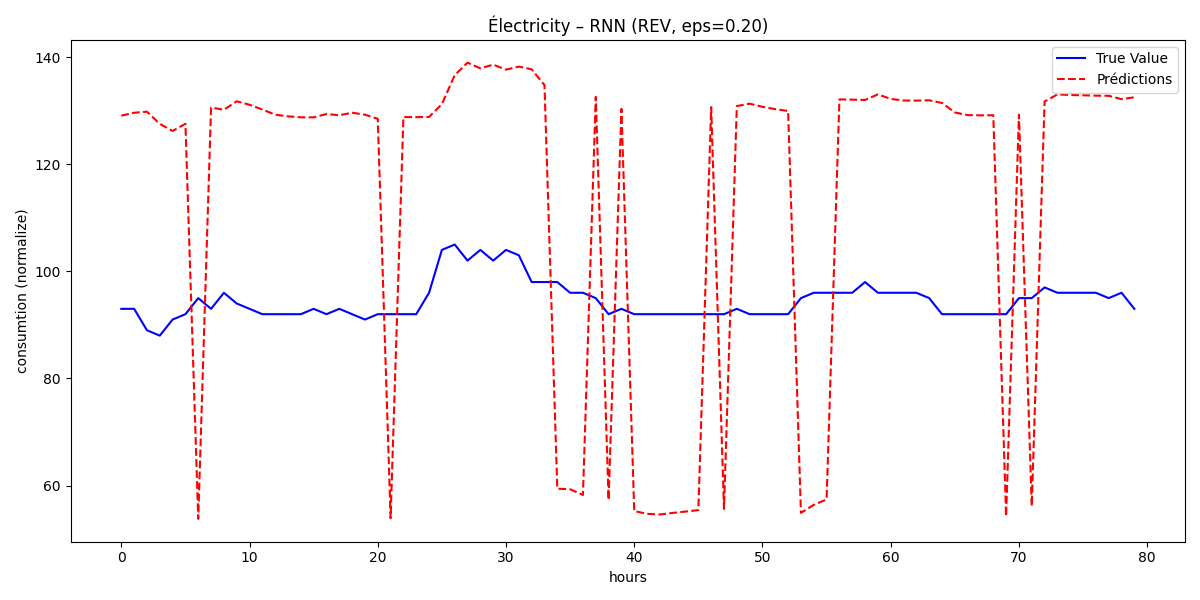 Électricity – RNN (REV, eps=0.20)
True Value
Prédictions
consumtion (normalize)
140
120
100
80
60
0 10 20 30 40 50 60 70 80
hours